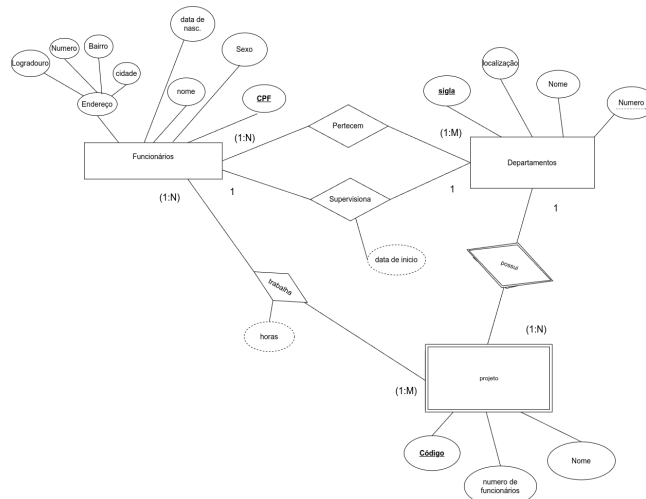 data de
nasc.
Sexo
Numero
Bairro
Logradouro
cidade
Endereço
nome
CPF
localização
sigla
Nome
Numero
Pertecem
(1:N)
(1:M)
Funcionários
Departamentos
(1:N)
1
Supervisiona
1
1
data de inicio
possui
trabalha
horas
(1:N)
projeto
(1:M)
Código
Nome
numero de
funcionários